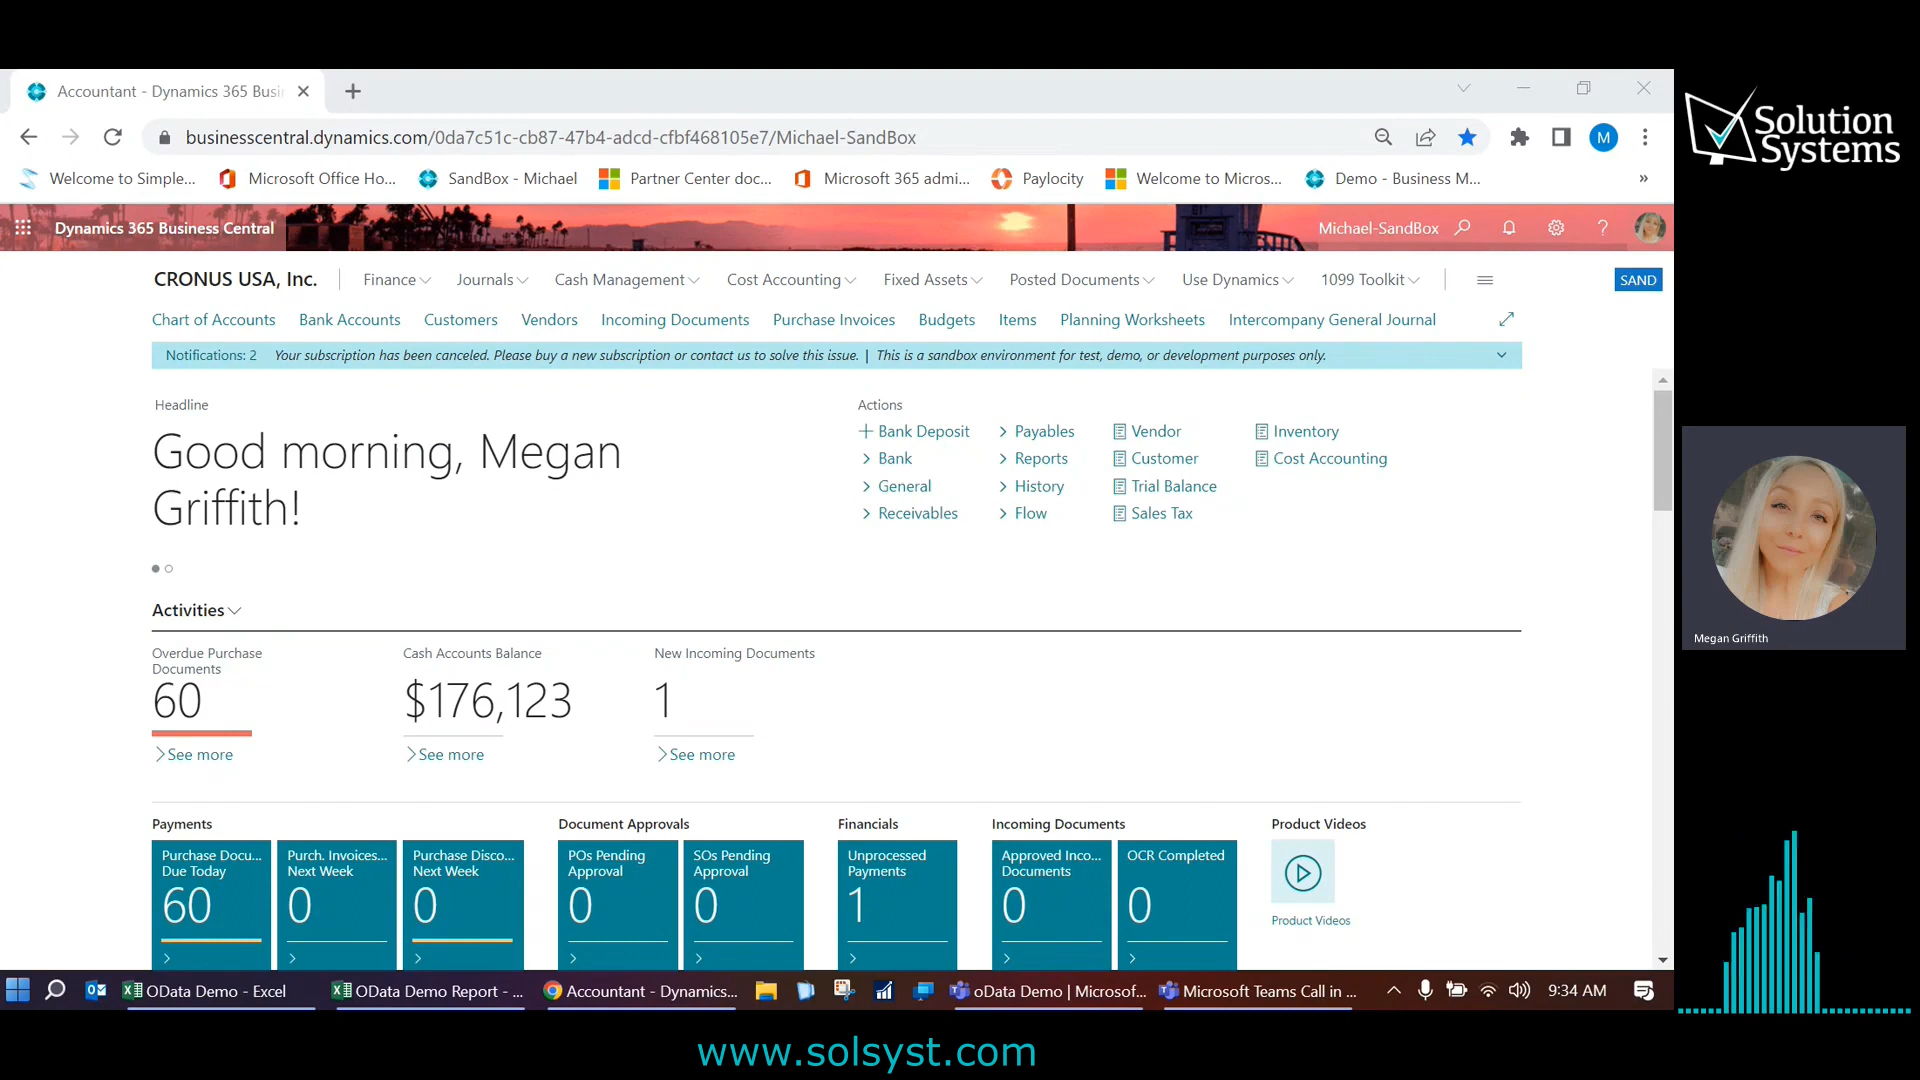 Accountant - Dynamics 365 Busi
businesscentral.dynamics.com/0da7c51c-cb87-47b4-adcd-cfbf468105e7/Michael-SandBox
M
Welcome to Simple...
Microsoft Office Ho...
SandBox - Michael
Partner Center doc...
Microsoft 365 admi...
Paylocity
Welcome to Micros...
Demo - Business M...
»
Solution
Systems
Dynamics 365 Business Central
Michael-SandBox
?
CRONUS USA, Inc.
Finance
Journals
Cash Management
Cost Accounting
Fixed Assets
Posted Documents
Use Dynamics
1099 Toolkit
SAND
Chart of Accounts
Bank Accounts
Customers
Vendors
Incoming Documents
Purchase Invoices
Budgets
Items
Planning Worksheets
Intercompany General Journal
Notifications: 2 Your subscription has been canceled. Please buy a new subscription or contact us to solve this issue. | This is a sandbox environment for test, demo, or development purposes only.
Headline
Good morning, Megan
Griffith!
Actions
Bank Deposit
Bank
General
Receivables
Payables
Reports
History
Flow
Vendor
Customer
Trial Balance
Sales Tax
Inventory
Cost Accounting
Megan Griffith
Activities
Overdue Purchase
Documents
60
See more
Cash Accounts Balance
$176,123
See more
New Incoming Documents
1
See more
Payments
Purchase Docu...
Due Today
60
Purch. Invoices...
Next Week
0
Purchase Disco...
Next Week
0
Document Approvals
POs Pending
Approval
0
SOs Pending
Approval
0
Financials
Unprocessed
Payments
1
Incoming Documents
Approved Inco...
Documents
0
OCR Completed
0
Product Videos
Product Videos
OData Demo - Excel
OData Demo Report - ...
Accountant - Dynamics...
oData Demo | Microsof...
Microsoft Teams Call in ...
9:34 AM
www.solsyst.com